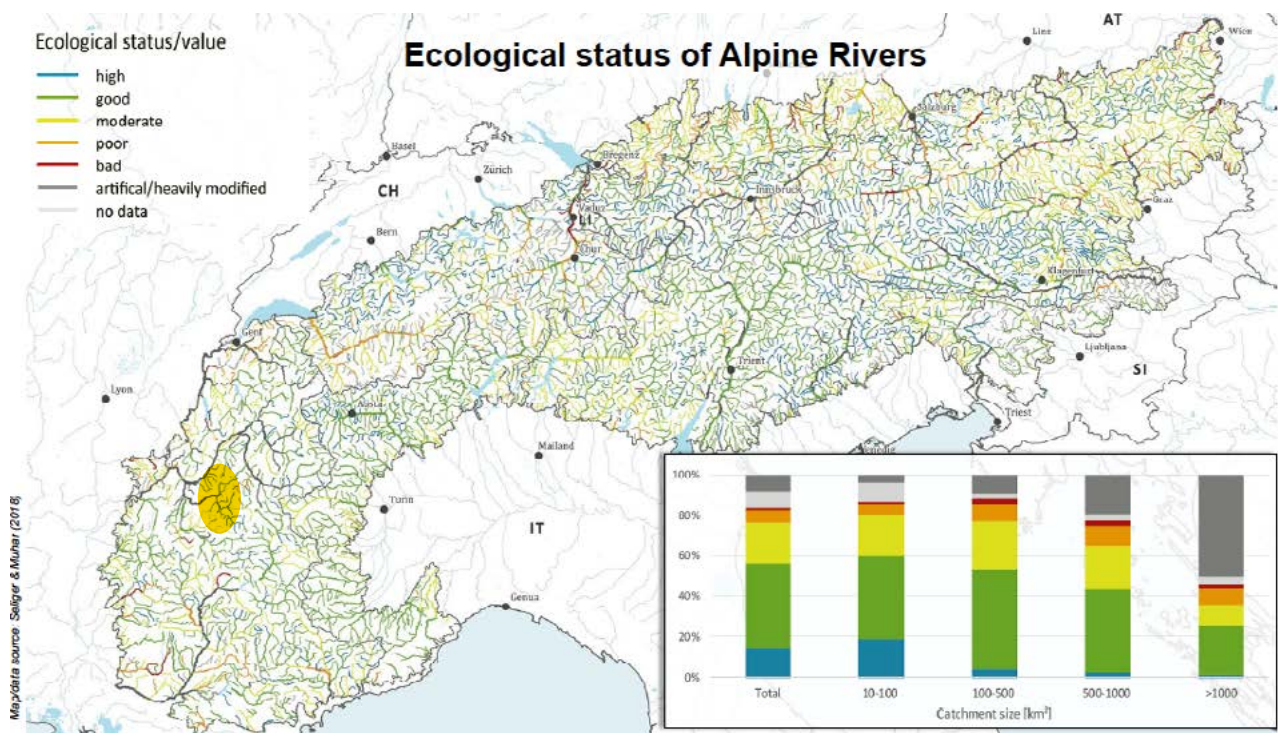 Ecological status of Alpine Rivers
Ecological status/value
high
good
moderate
poor
bad
artifical/heavily modified
no data
AT
Wien
Salzburg
Basel
Zürich
Bregenz
CH
Vaduz
LI
Innsbruck
Graz
Bern
Chur
Klagenfurt
Genf
Ljubljana
SI
Lyon
Trient
Aosta
Triest
Mailand
Venedig
Turin
IT
Genua
Map/data source: Seliger & Muhar (2018)
100%
80%
60%
40%
20%
0%
Total
10-100
100-500
500-1000
>1000
Catchment size [km²]